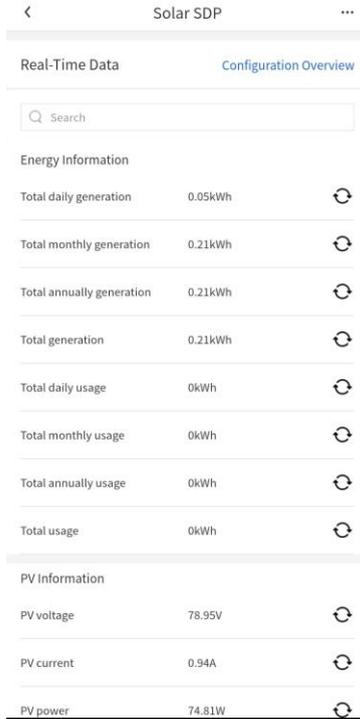 Solar SDP
Real-Time Data Configuration Overview
Search
Energy Information
Total daily generation 0.05kWh
Total monthly generation 0.21kWh
Total annually generation 0.21kWh
Total generation 0.21kWh
Total daily usage 0kWh
Total monthly usage 0kWh
Total annually usage 0kWh
Total usage 0kWh
PV Information
PV voltage 78.95V
PV current 0.94A
PV power 74.81W